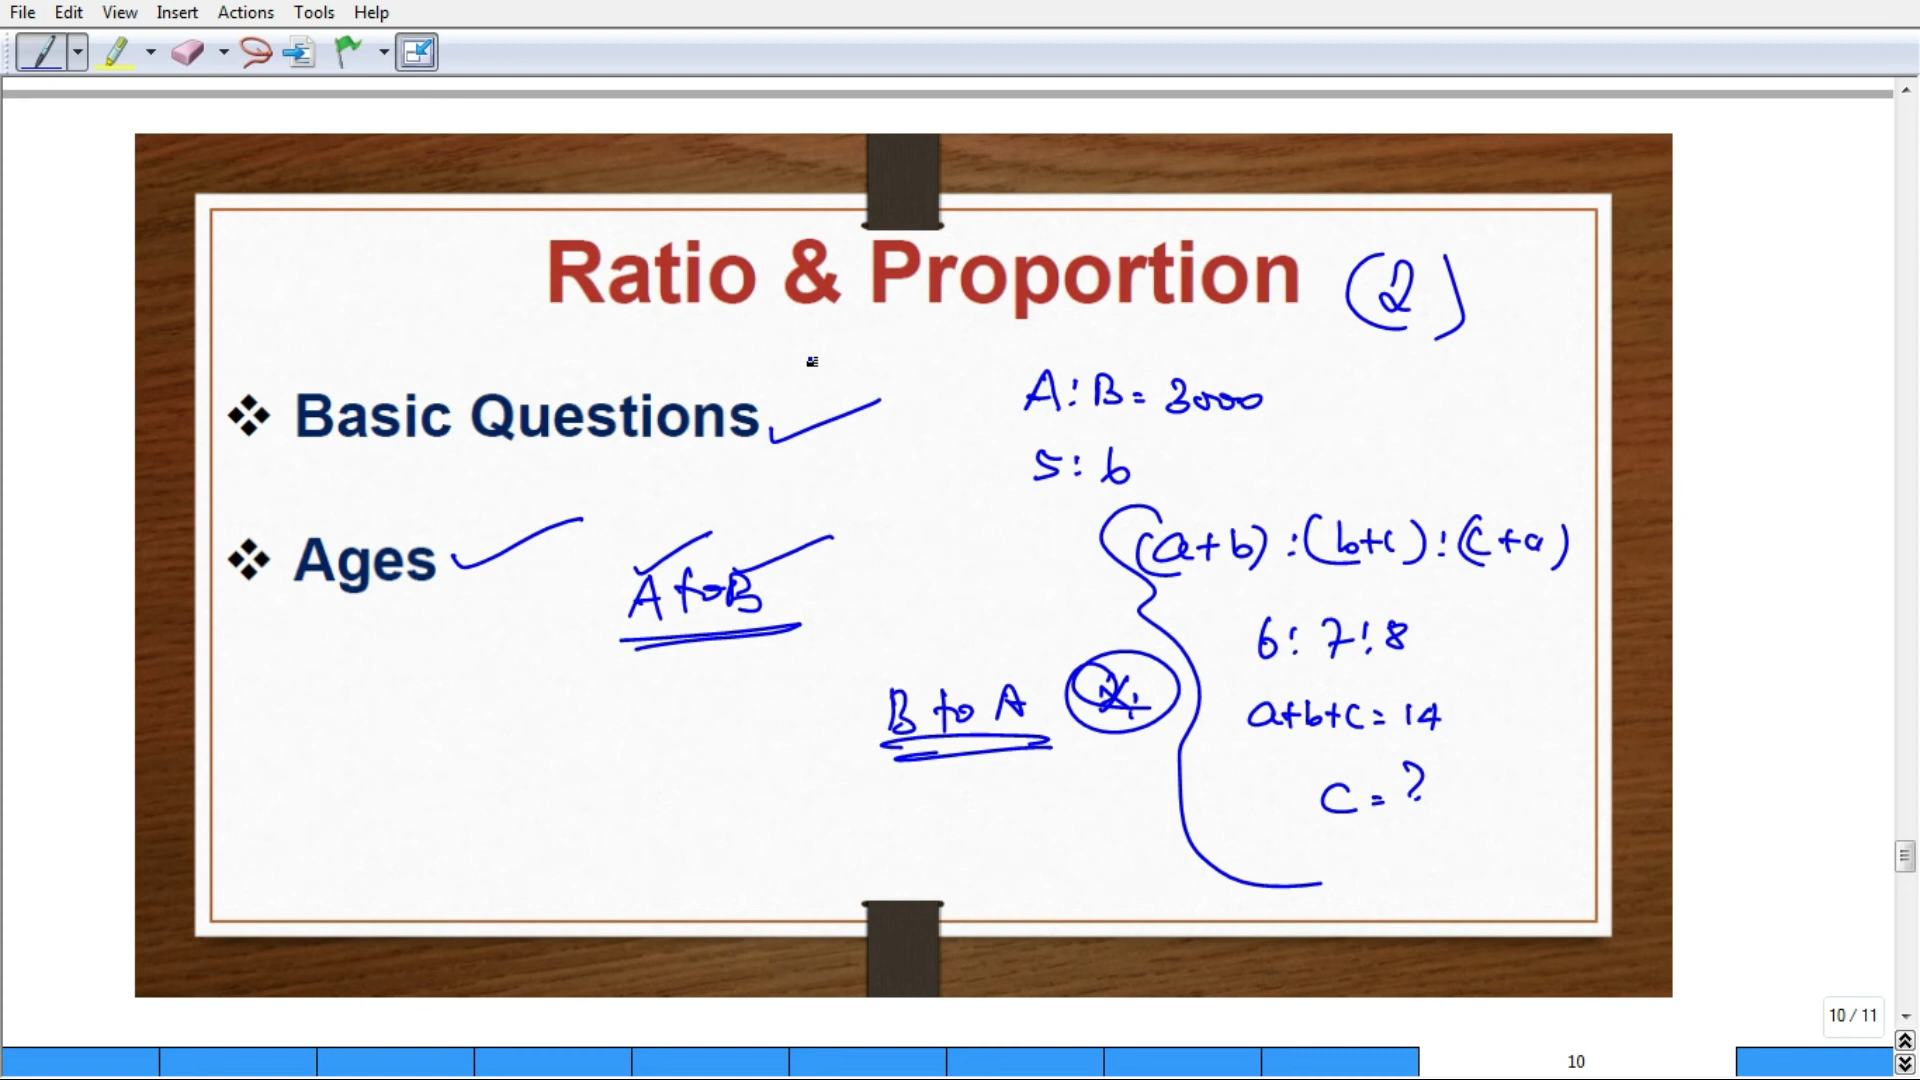 File Edit View Insert Actions Tools Help
Ratio & Proportion (2)
❖ Basic Questions
A : B = 3000
5 : 6
❖ Ages
A to B
(a+b) : (b+c) : (c+a)
6 : 7 : 8
B to A
a+b+c = 14
c = ?
10 / 11
10